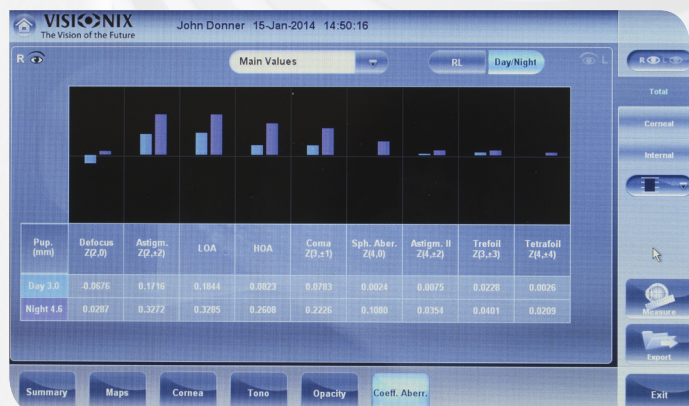 VISIONIX
The Vision of the Future
John Donner 15-Jan-2014 14:50:16
R
Main Values
RL
Day/Night
L
R L
Total
Corneal
Internal
Pup. (mm) Defocus Z(2,0) Astigm. Z(2,±2) LOA HOA Coma Z(3,±1) Sph. Aber. Z(4,0) Astigm. II Z(4,±2) Trefoil Z(3,±3) Tetrafoil Z(4,±4)
Day 3.0 -0.0676 0.1716 0.1844 0.0823 0.0783 0.0024 0.0075 0.0228 0.0026
Night 4.6 0.0287 0.3272 0.3285 0.2608 0.2226 0.1080 0.0354 0.0401 0.0209
Measure
Export
Summary Maps Cornea Tono Opacity Coeff. Aberr. Exit